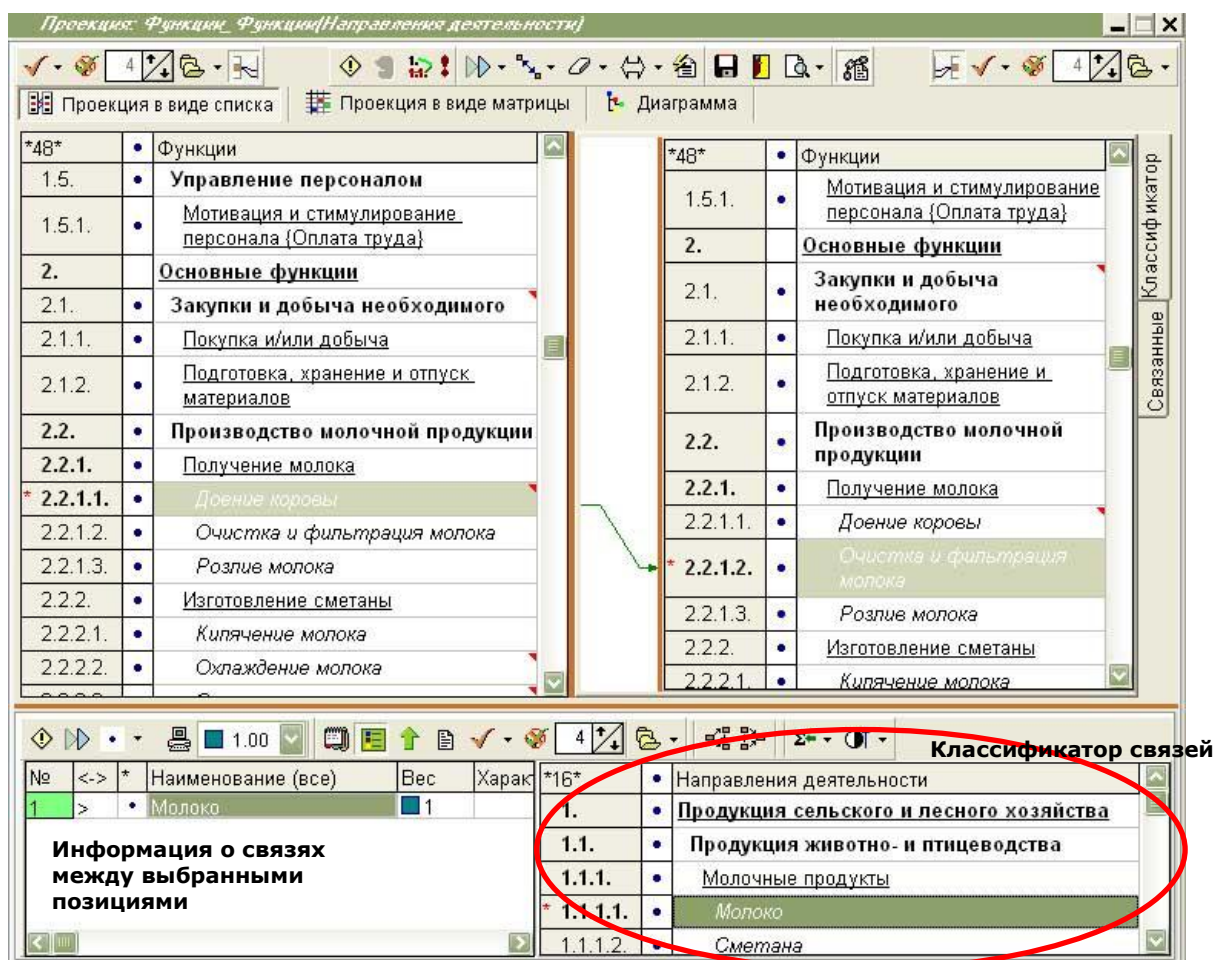 Проекция: Функции_ Функции(Направления деятельности)
4
4
Проекция в виде списка
Проекция в виде матрицы
Диаграмма
*48* Функции
1.5. Управление персоналом
1.5.1. Мотивация и стимулирование
персонала {Оплата труда}
2. Основные функции
2.1. Закупки и добыча необходимого
2.1.1. Покупка и/или добыча
2.1.2. Подготовка, хранение и отпуск
материалов
2.2. Производство молочной продукции
2.2.1. Получение молока
* 2.2.1.1. Доение коровы
2.2.1.2. Очистка и фильтрация молока
2.2.1.3. Розлив молока
2.2.2. Изготовление сметаны
2.2.2.1. Кипячение молока
2.2.2.2. Охлаждение молока
*48* Функции
1.5.1. Мотивация и стимулирование
персонала {Оплата труда}
2. Основные функции
2.1. Закупки и добыча
необходимого
2.1.1. Покупка и/или добыча
2.1.2. Подготовка, хранение и
отпуск материалов
2.2. Производство молочной
продукции
2.2.1. Получение молока
2.2.1.1. Доение коровы
* 2.2.1.2. Очистка и фильтрация
молока
2.2.1.3. Розлив молока
2.2.2. Изготовление сметаны
2.2.2.1. Кипячение молока
Классификатор
Связанные
1.00
4
Классификатор связей
№ <-> * Наименование (все) Вес Характ
1 > Молоко 1
Информация о связях
между выбранными
позициями
*16* Направления деятельности
1. Продукция сельского и лесного хозяйства
1.1. Продукция животно- и птицеводства
1.1.1. Молочные продукты
* 1.1.1.1. Молоко
1.1.1.2. Сметана